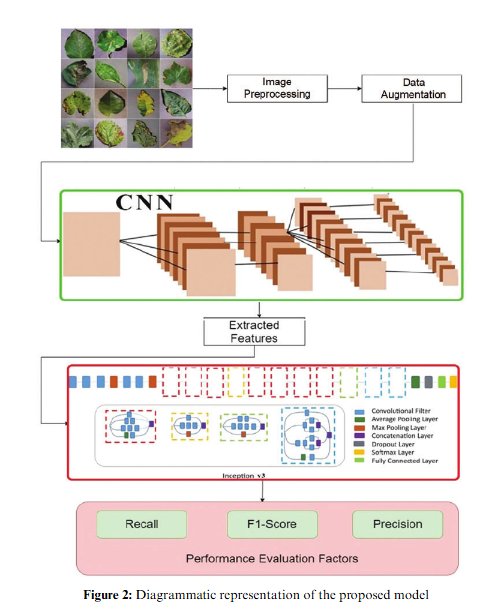 Image
Preprocessing
Data
Augmentation
CNN
Extracted
Features
Convolutional Filter
Average Pooling Layer
Max Pooling Layer
Concatenation Layer
Dropout Layer
Softmax Layer
Fully Connected Layer
Inception v3
Recall
F1-Score
Precision
Performance Evaluation Factors
Figure 2: Diagrammatic representation of the proposed model